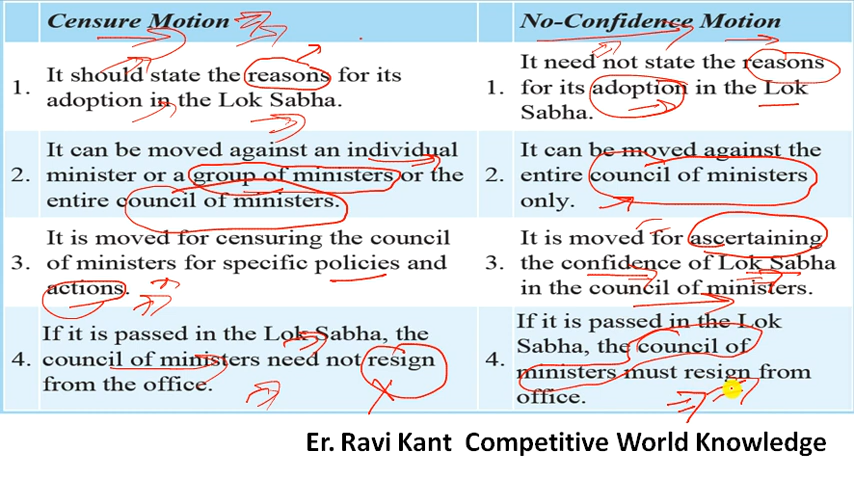 Censure Motion
No-Confidence Motion
1. It should state the reasons for its
adoption in the Lok Sabha.
1. It need not state the reasons
for its adoption in the Lok
Sabha.
2. It can be moved against an individual
minister or a group of ministers or the
entire council of ministers.
2. It can be moved against the
entire council of ministers
only.
3. It is moved for censuring the council
of ministers for specific policies and
actions.
3. It is moved for ascertaining
the confidence of Lok Sabha
in the council of ministers.
4. If it is passed in the Lok Sabha, the
council of ministers need not resign
from the office.
4. If it is passed in the Lok
Sabha, the council of
ministers must resign from
office.
Er. Ravi Kant Competitive World Knowledge